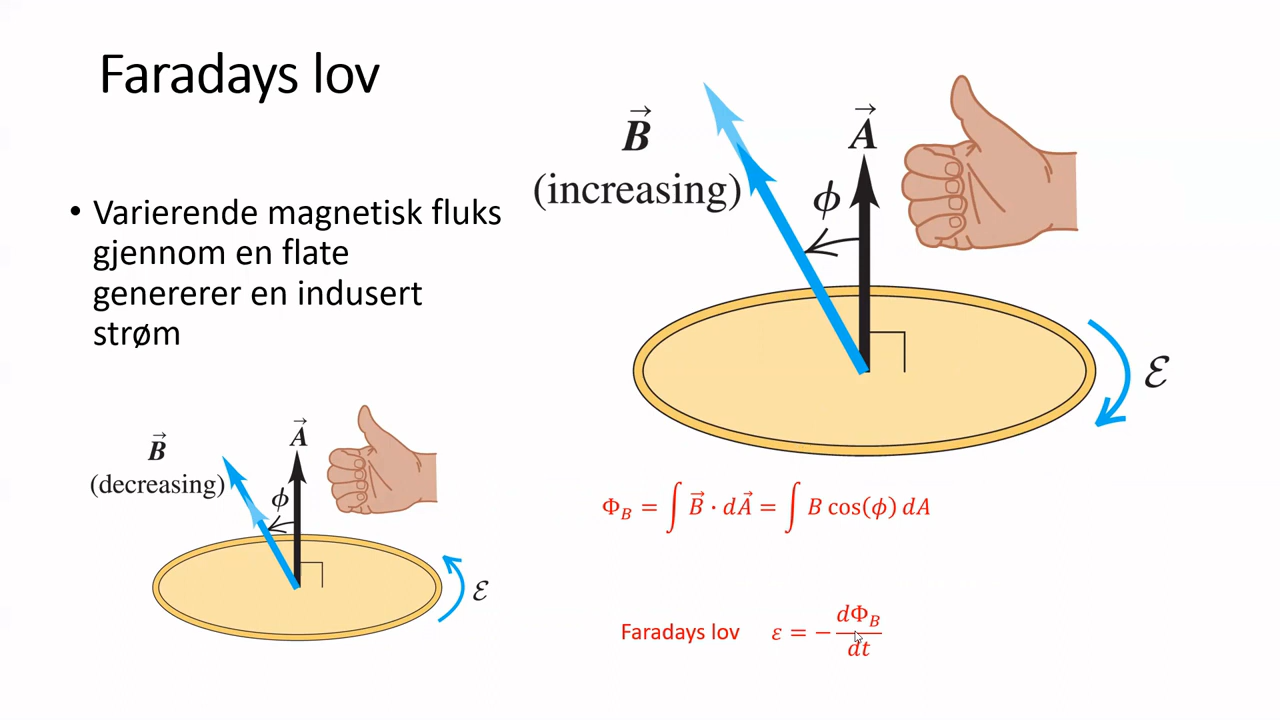 Faradays lov
• Varierende magnetisk fluks
gjennom en flate
genererer en indusert
strøm
B⃗
(increasing)
A⃗
ϕ
ℰ
B⃗
(decreasing)
A⃗
ϕ
ℰ
Φ_B = ∫ B⃗ · dA⃗ = ∫ B cos(ϕ) dA
Faradays lov ε = − dΦ_B / dt